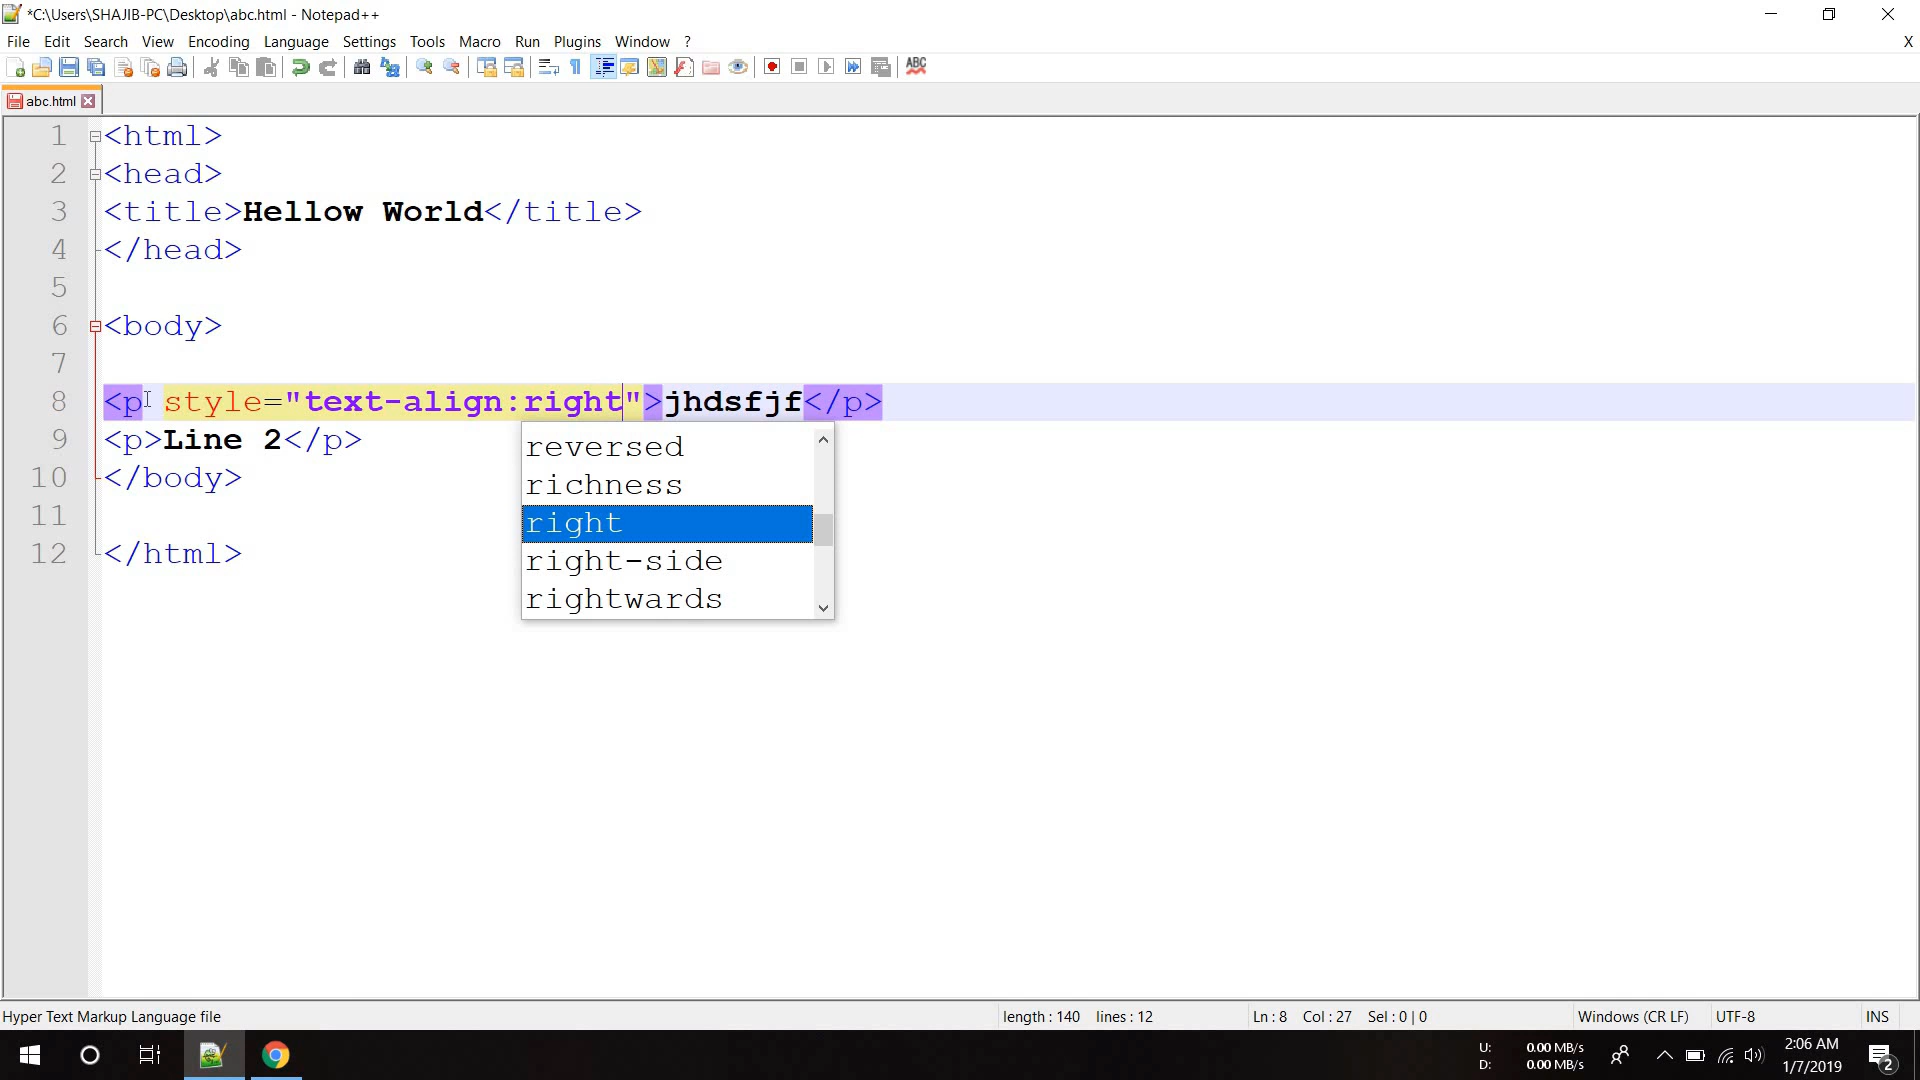 *C:\Users\SHAJIB-PC\Desktop\abc.html - Notepad++
File Edit Search View Encoding Language Settings Tools Macro Run Plugins Window ? X
ABC
abc.html
1 <html>
2 <head>
3 <title>Hellow World</title>
4 </head>
5
6 <body>
7
8 <p style="text-align:right">jhdsfjf</p>
9 <p>Line 2</p>
10 </body>
11
12 </html>
reversed
richness
right
right-side
rightwards
Hyper Text Markup Language file length : 140 lines : 12 Ln : 8 Col : 27 Sel : 0 | 0 Windows (CR LF) UTF-8 INS
U: 0.00 MB/s
D: 0.00 MB/s
2:06 AM
1/7/2019
2